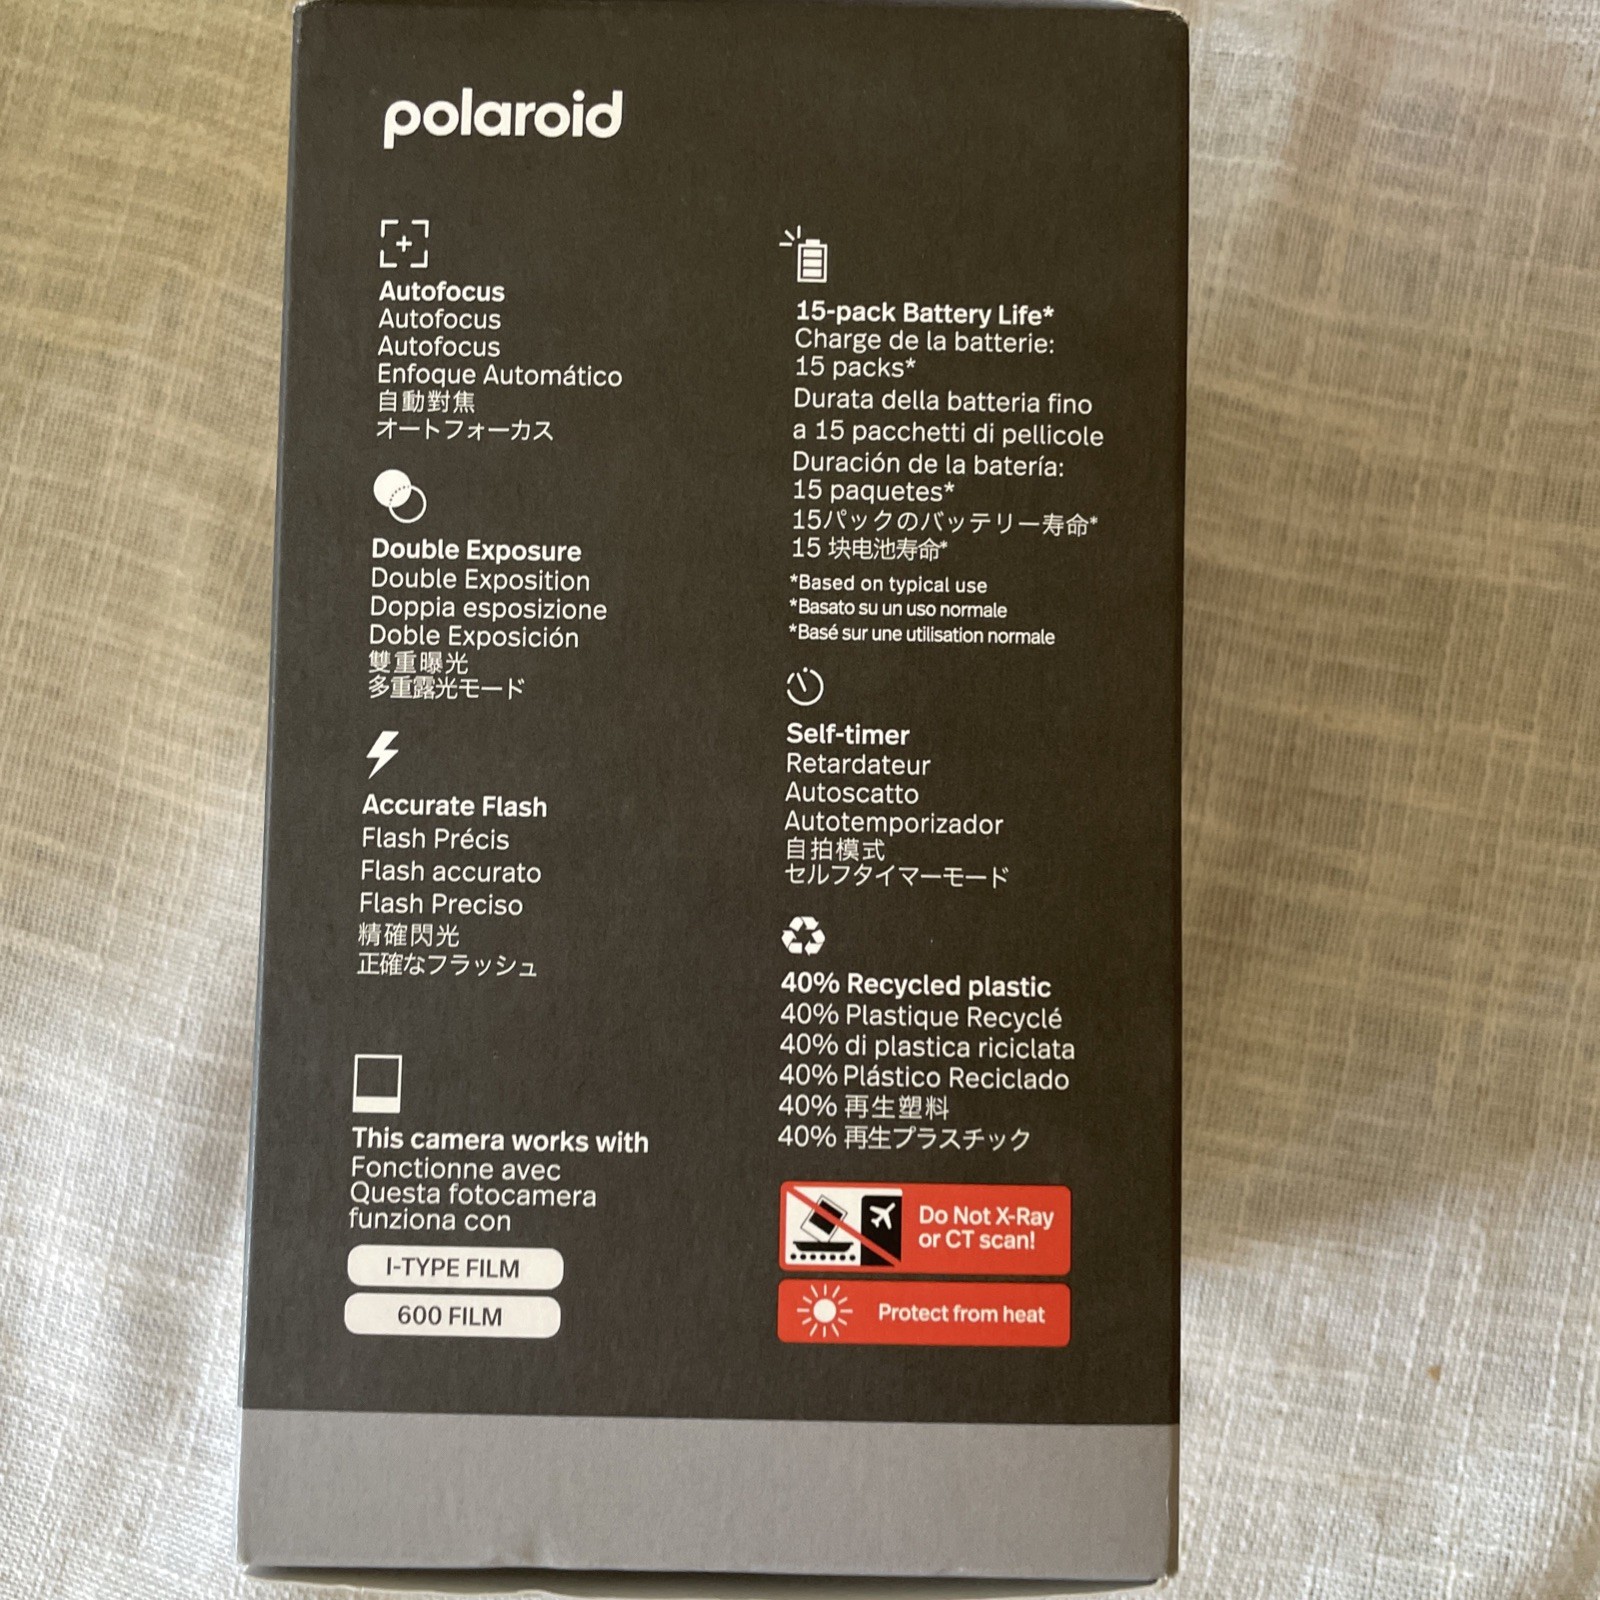 polaroid
Autofocus
Autofocus
Autofocus
Enfoque Automático
自動對焦
オートフォーカス
Double Exposure
Double Exposition
Doppia esposizione
Doble Exposición
雙重曝光
多重露光モード
Accurate Flash
Flash Précis
Flash accurato
Flash Preciso
精確閃光
正確なフラッシュ
This camera works with
Fonctionne avec
Questa fotocamera
funziona con
I-TYPE FILM
600 FILM
15-pack Battery Life*
Charge de la batterie:
15 packs*
Durata della batteria fino
a 15 pacchetti di pellicole
Duración de la batería:
15 paquetes*
15パックのバッテリー寿命*
15 块电池寿命*
*Based on typical use
*Basato su un uso normale
*Basé sur une utilisation normale
Self-timer
Retardateur
Autoscatto
Autotemporizador
自拍模式
セルフタイマーモード
40% Recycled plastic
40% Plastique Recyclé
40% di plastica riciclata
40% Plástico Reciclado
40% 再生塑料
40% 再生プラスチック
Do Not X-Ray
or CT scan!
Protect from heat